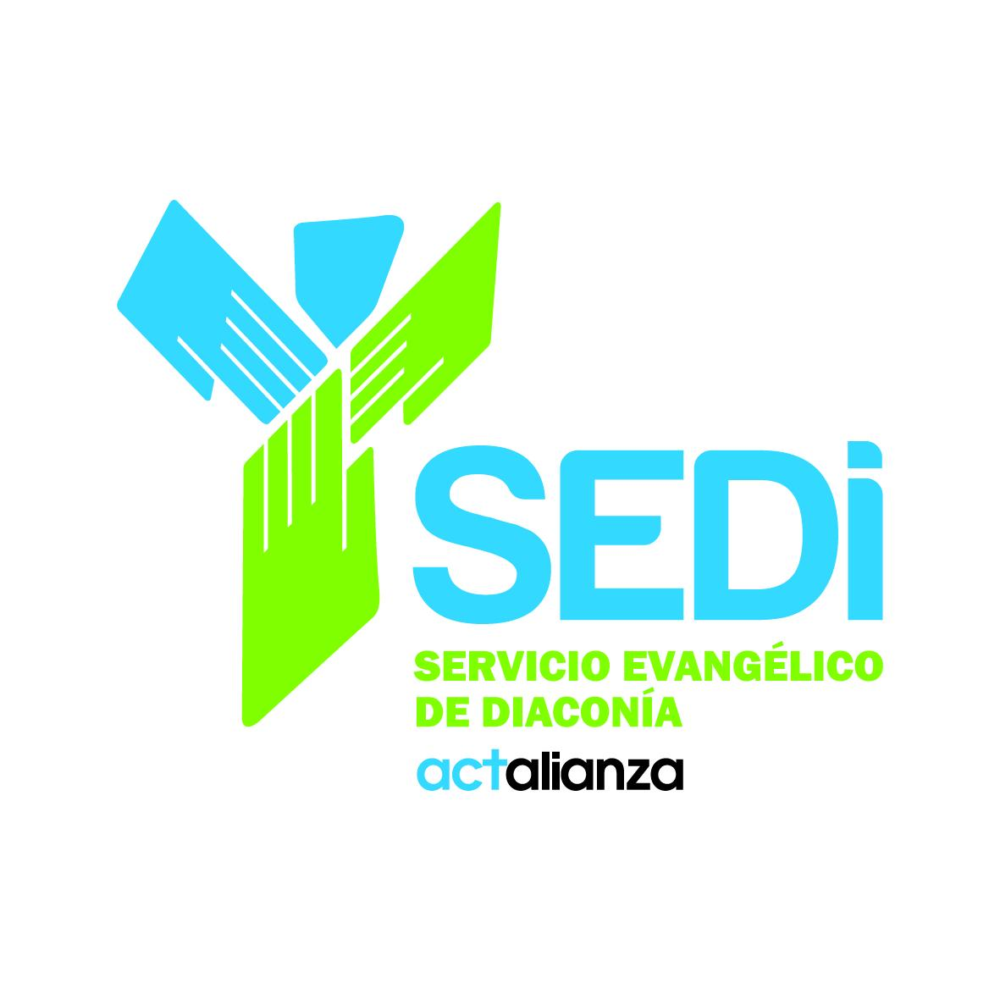 SEDi
SERVICIO EVANGÉLICO
DE DIACONÍA
actalianza